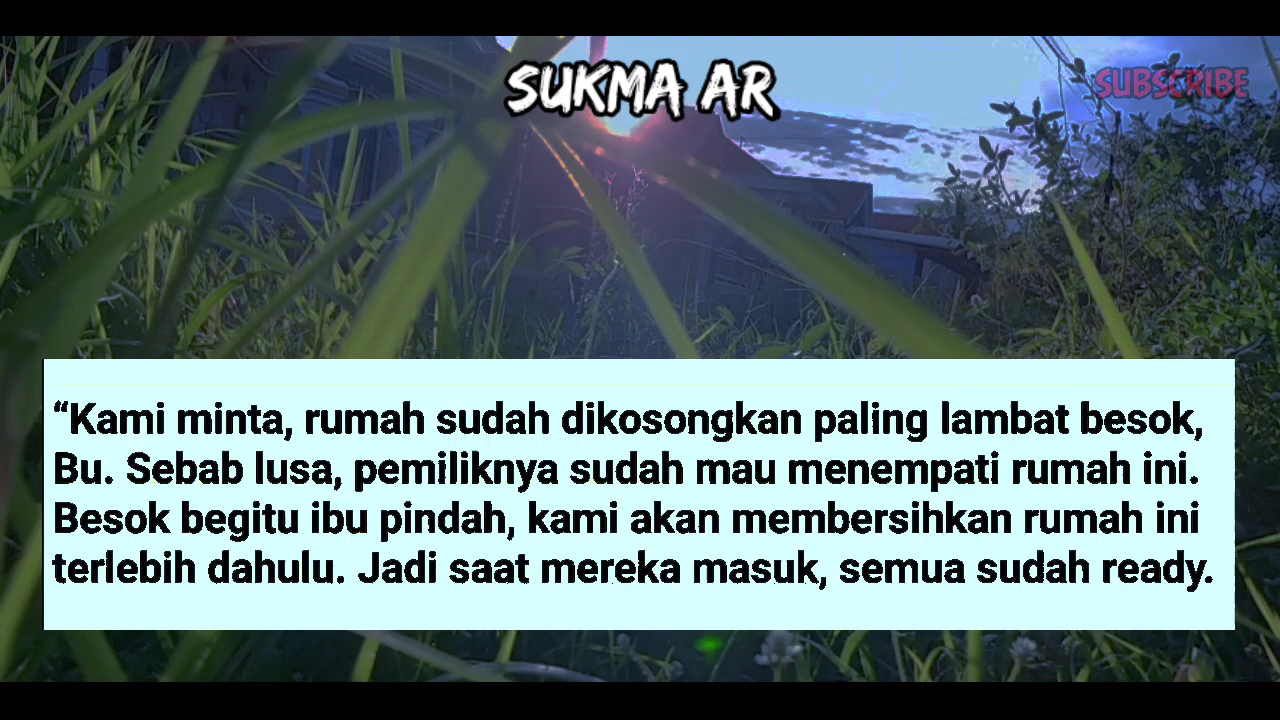 SUKMA AR
SUBSCRIBE
“Kami minta, rumah sudah dikosongkan paling lambat besok,
Bu. Sebab lusa, pemiliknya sudah mau menempati rumah ini.
Besok begitu ibu pindah, kami akan membersihkan rumah ini
terlebih dahulu. Jadi saat mereka masuk, semua sudah ready.